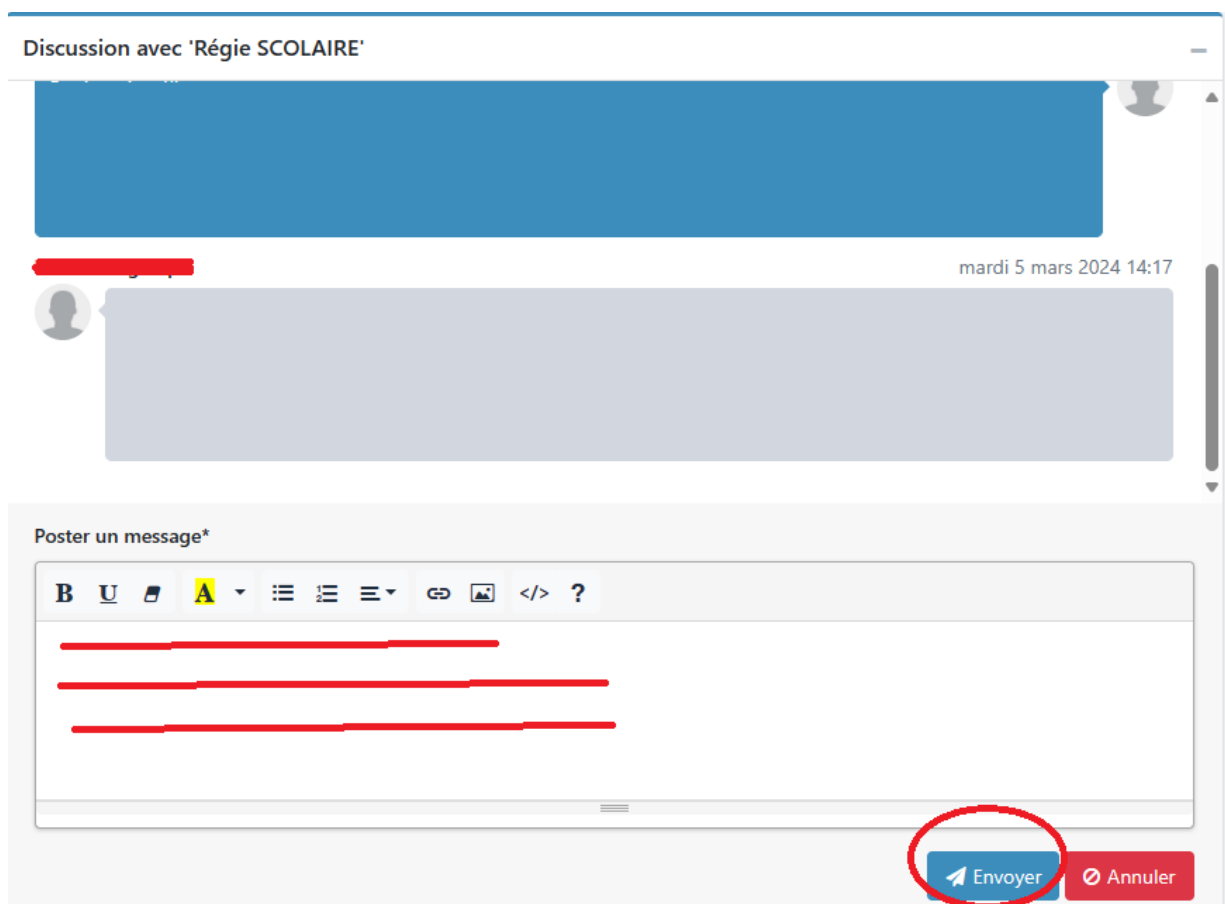 Discussion avec 'Régie SCOLAIRE'
mardi 5 mars 2024 14:17
Poster un message*
B U A </> ?
Envoyer
Annuler